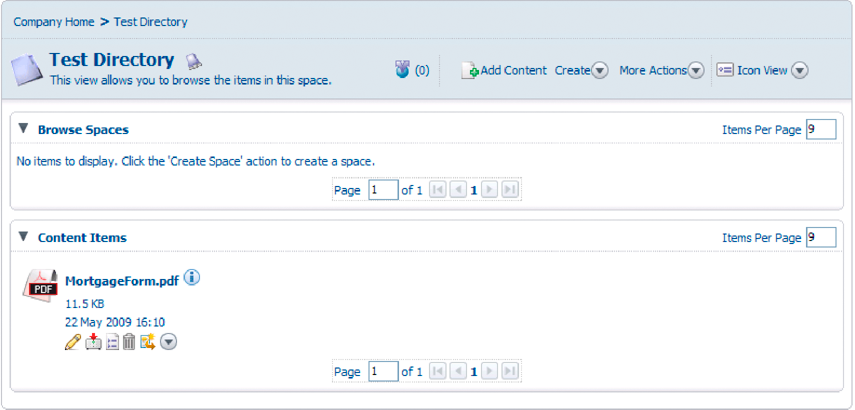 Company Home > Test Directory
Test Directory
This view allows you to browse the items in this space.
(0)
Add Content Create More Actions Icon View
Browse Spaces
Items Per Page 9
No items to display. Click the 'Create Space' action to create a space.
Page 1 of 1 1
Content Items
Items Per Page 9
PDF
MortgageForm.pdf
11.5 KB
22 May 2009 16:10
Page 1 of 1 1